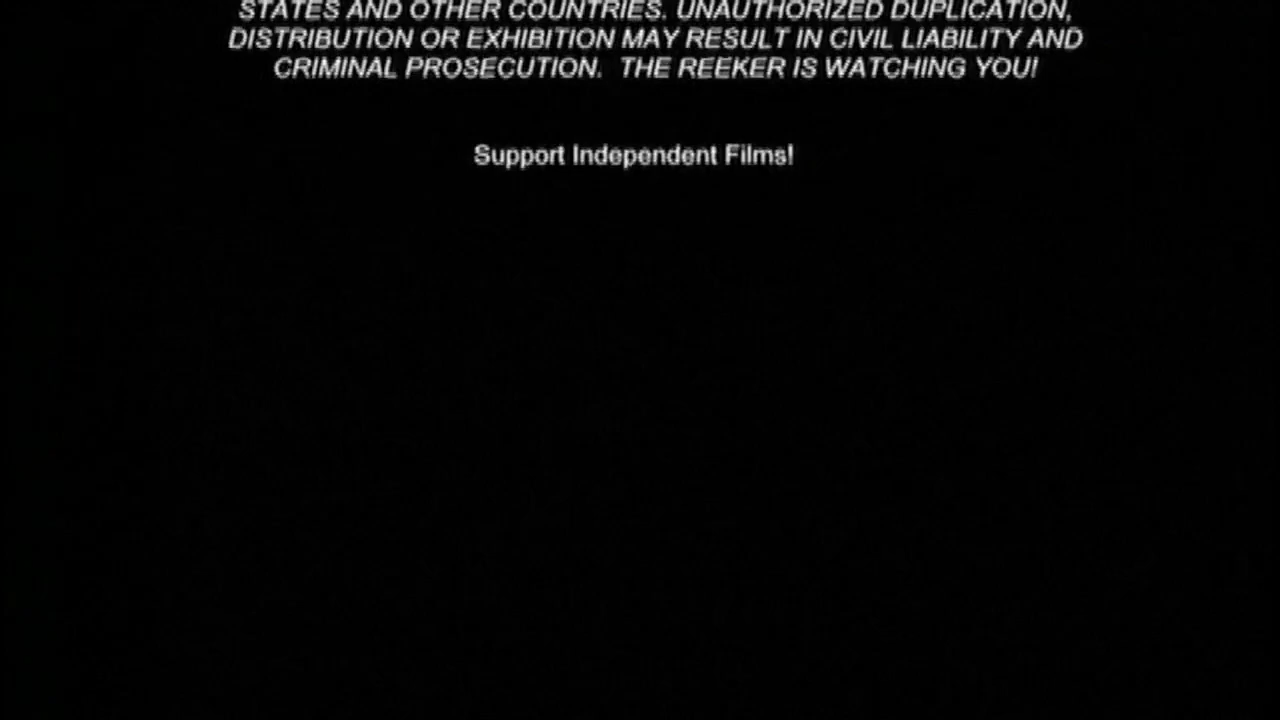 STATES AND OTHER COUNTRIES. UNAUTHORIZED DUPLICATION,
DISTRIBUTION OR EXHIBITION MAY RESULT IN CIVIL LIABILITY AND
CRIMINAL PROSECUTION. THE REEKER IS WATCHING YOU!
Support Independent Films!